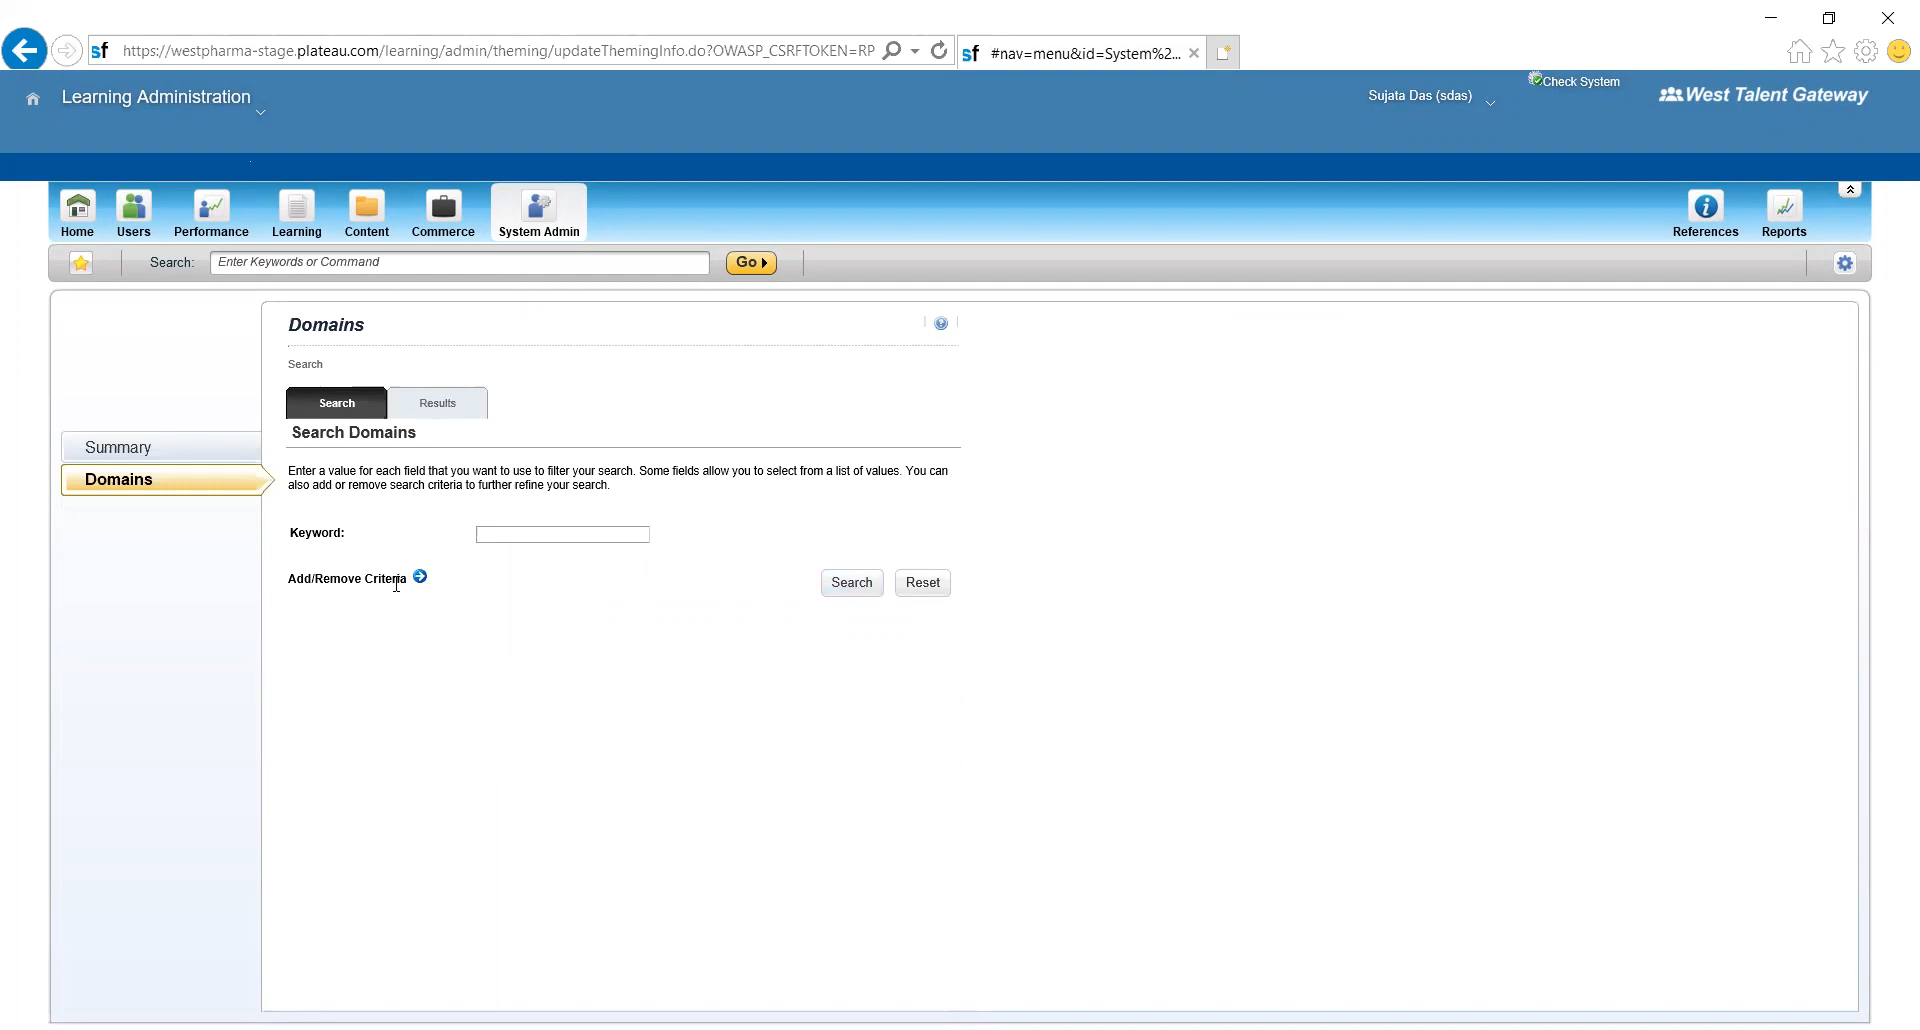 sf https://westpharma-stage.plateau.com/learning/admin/theming/updateThemingInfo.do?OWASP_CSRFTOKEN=RP
sf #nav=menu&id=System%2...
Learning Administration
Sujata Das (sdas)
Check System
West Talent Gateway
Home
Users
Performance
Learning
Content
Commerce
System Admin
References
Reports
Search: Enter Keywords or Command Go
Summary
Domains
Domains
Search
Search Results
Search Domains
Enter a value for each field that you want to use to filter your search. Some fields allow you to select from a list of values. You can
also add or remove search criteria to further refine your search.
Keyword:
Add/Remove Criteria
Search Reset